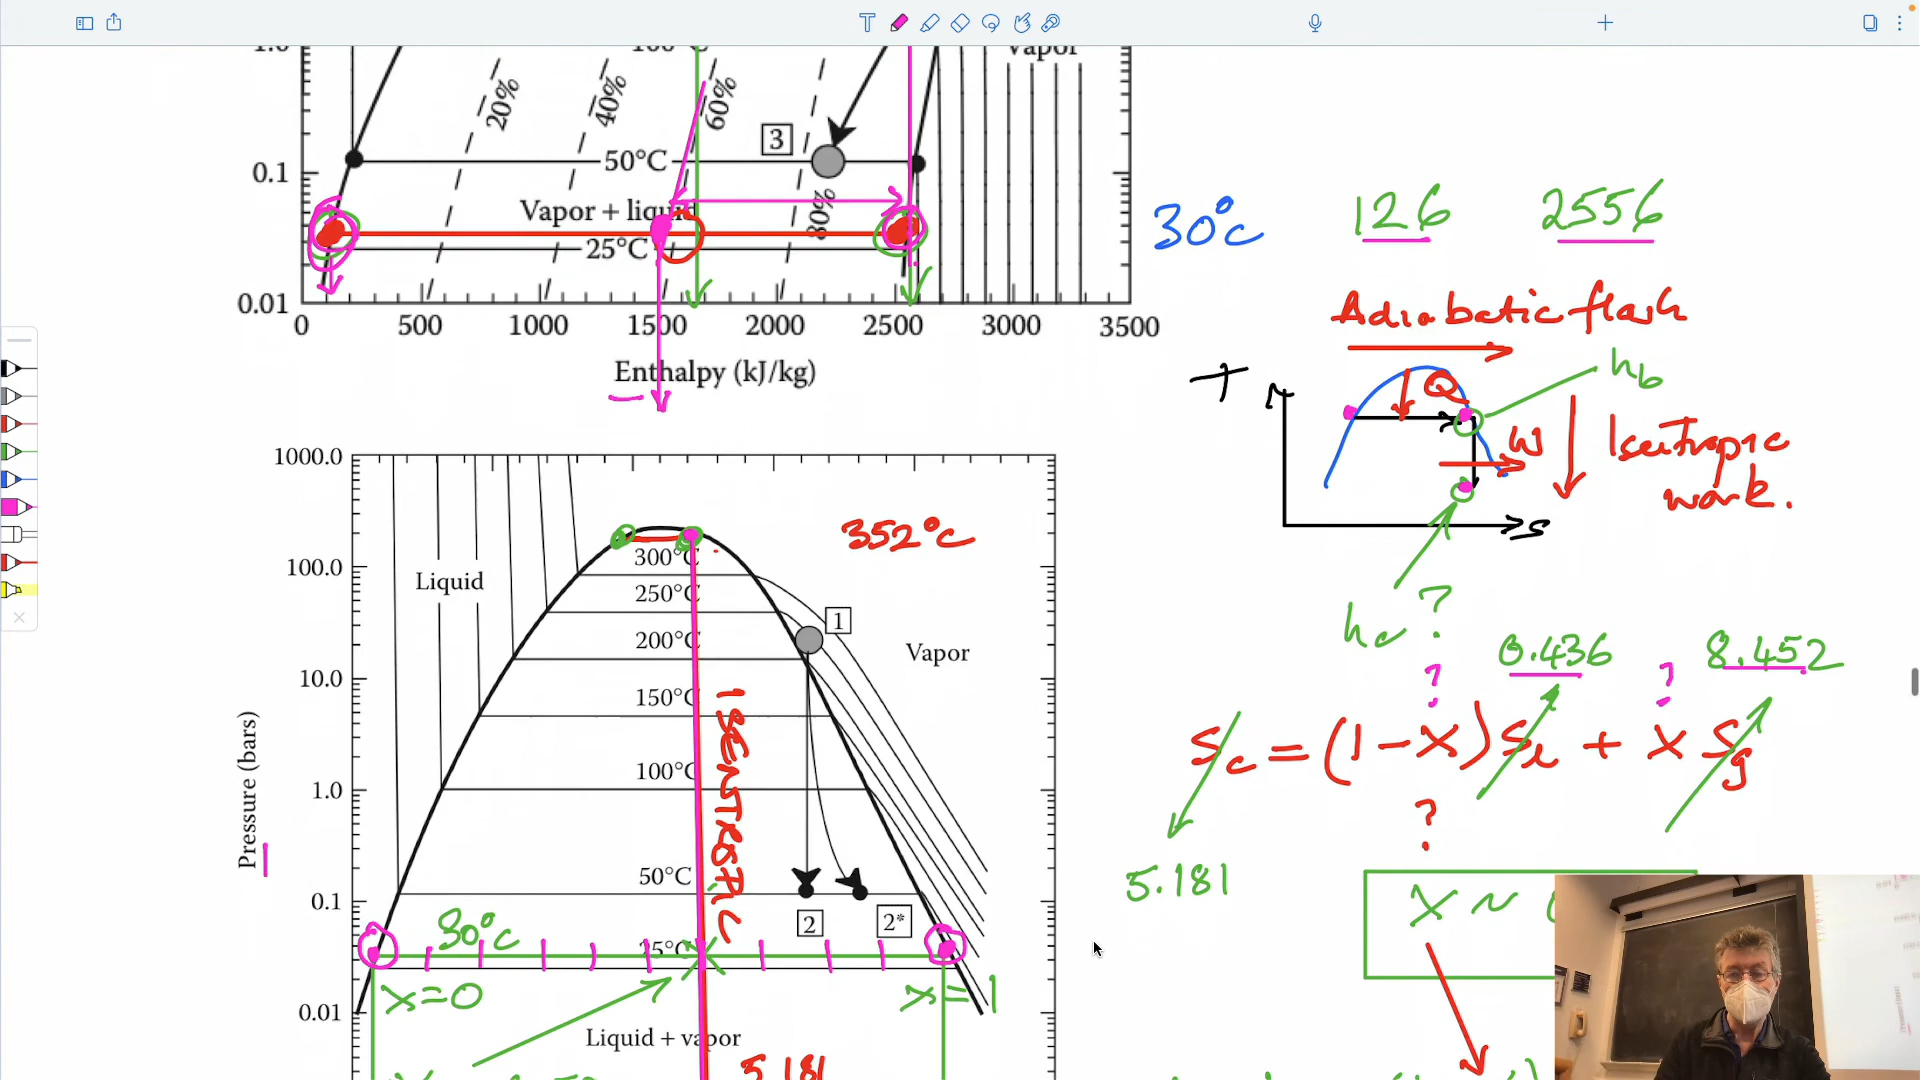 1.0 100°C Vapor
20% 40% 60%
3
0.1 50°C
80%
Vapor + liquid
25°C
0.01
0 500 1000 1500 2000 2500 3000 3500
Enthalpy (kJ/kg)
1000.0
352°C
300°C
100.0
Liquid
250°C
1
200°C
Vapor
10.0
150°C
ISENTROPIC
100°C
1.0
Pressure (bars)
50°C
0.1
2 2*
30°C
25°C
x=0 x=1
0.01
Liquid + vapor
5.181
30°C 126 2556
Adiabatic flash
T
Q
hb
W
Isentropic
work.
s
hc ?
? 0.436 ? 8.452
Sc = (1-x)Sl + x Sg
?
5.181
x ~